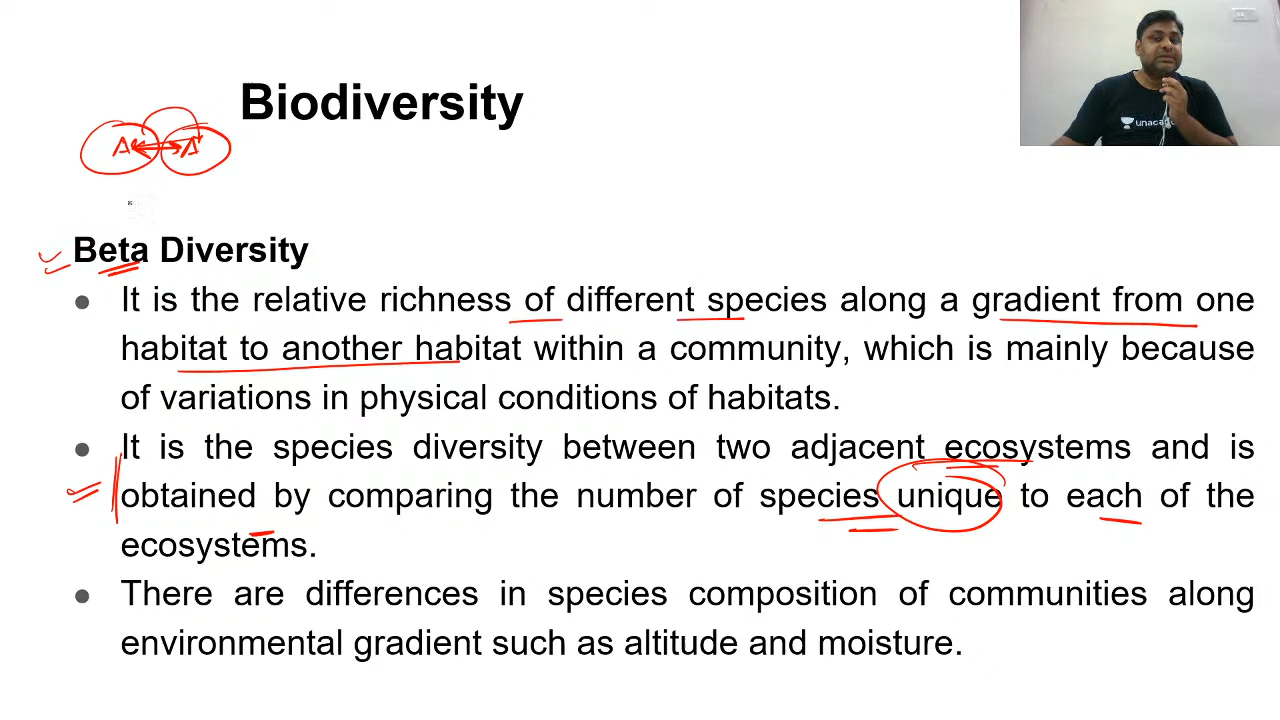 Biodiversity
A A
unaca
Beta Diversity
● It is the relative richness of different species along a gradient from one
habitat to another habitat within a community, which is mainly because
of variations in physical conditions of habitats.
● It is the species diversity between two adjacent ecosystems and is
obtained by comparing the number of species unique to each of the
ecosystems.
● There are differences in species composition of communities along
environmental gradient such as altitude and moisture.